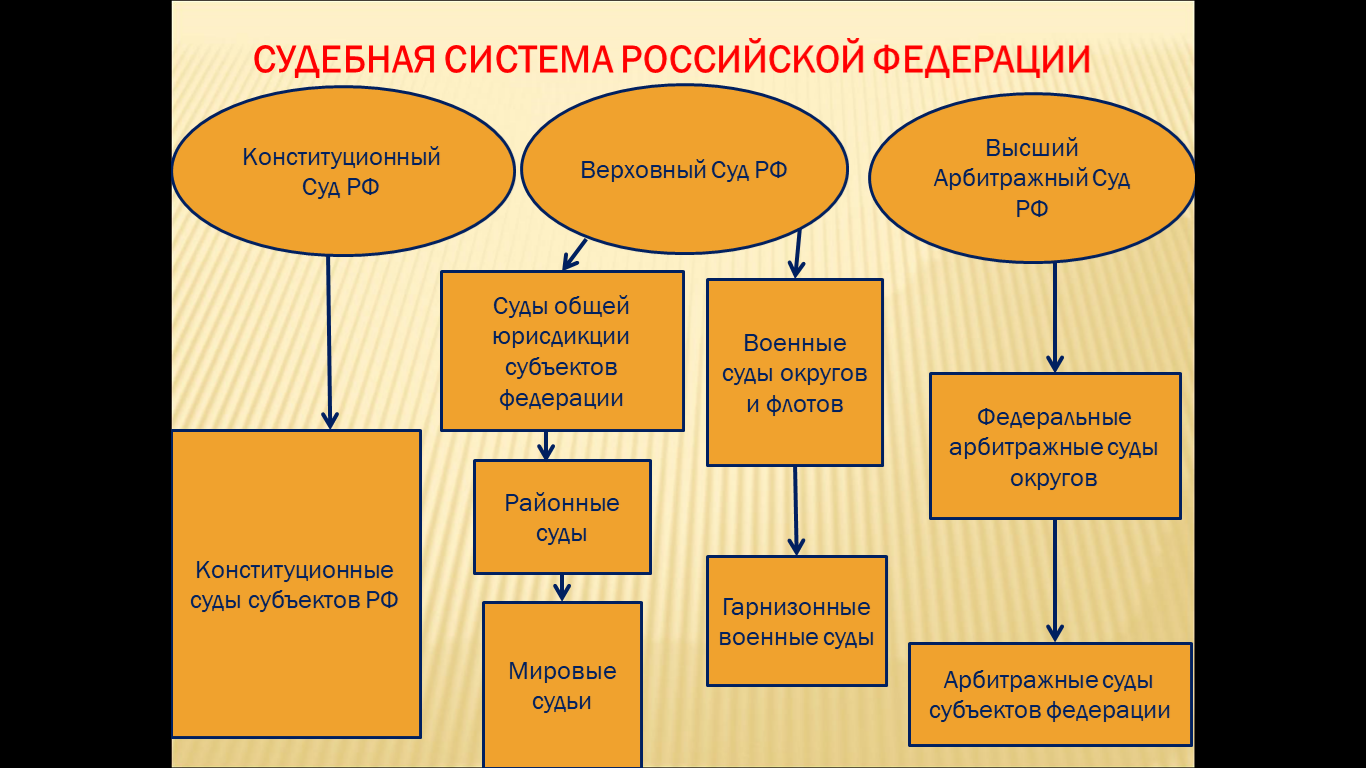 СУДЕБНАЯ СИСТЕМА РОССИЙСКОЙ ФЕДЕРАЦИИ
Конституционный
Суд РФ
Верховный Суд РФ
Высший
Арбитражный Суд
РФ
Суды общей
юрисдикции
субъектов
федерации
Военные
суды округов
и флотов
Федеральные
арбитражные суды
округов
Конституционные
суды субъектов РФ
Районные
суды
Гарнизонные
военные суды
Мировые
судьи
Арбитражные суды
субъектов федерации